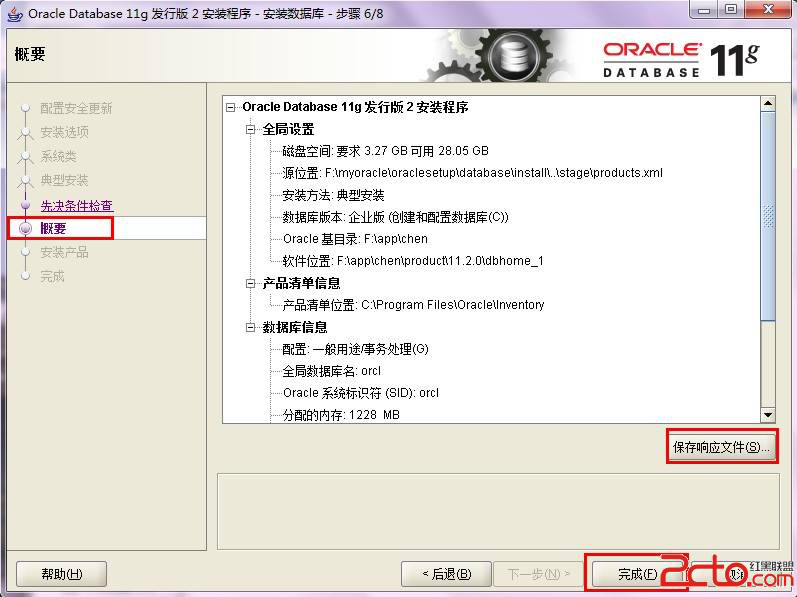 Oracle Database 11g 发行版 2 安装程序 - 安装数据库 - 步骤 6/8
概要
ORACLE
DATABASE 11g
配置安全更新
安装选项
系统类
典型安装
先决条件检查
概要
安装产品
完成
Oracle Database 11g 发行版 2 安装程序
全局设置
磁盘空间: 要求 3.27 GB 可用 28.05 GB
源位置: F:\myoracle\oraclesetup\database\install\..\stage\products.xml
安装方法: 典型安装
数据库版本: 企业版 (创建和配置数据库(C))
Oracle 基目录: F:\app\chen
软件位置: F:\app\chen\product\11.2.0\dbhome_1
产品清单信息
产品清单位置: C:\Program Files\Oracle\Inventory
数据库信息
配置: 一般用途/事务处理(G)
全局数据库名: orcl
Oracle 系统标识符 (SID): orcl
分配的内存: 1228 MB
保存响应文件(S)...
帮助(H)
< 后退(B)
下一步(N) >
完成(F)
2cto.com
红黑联盟